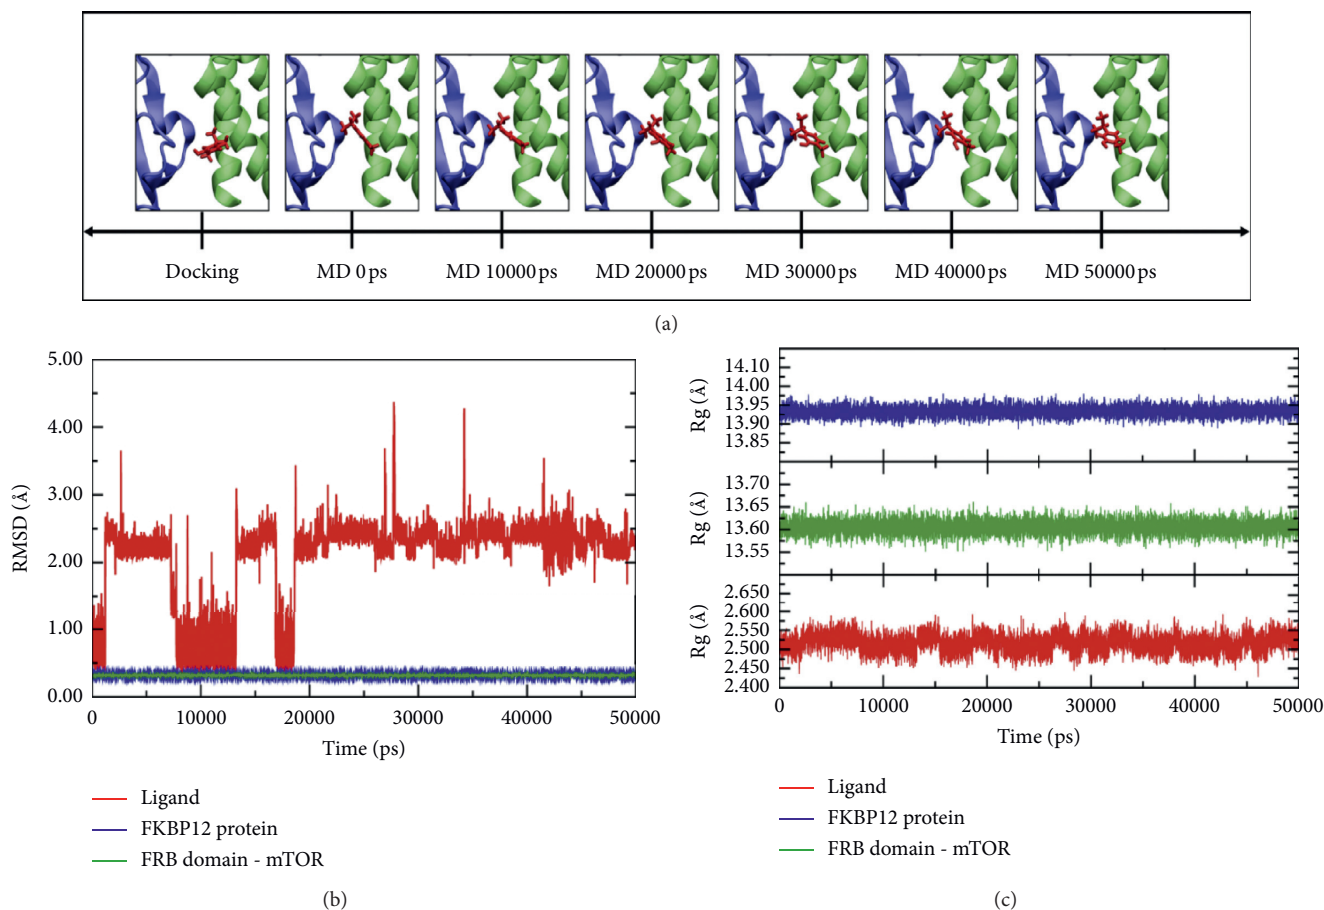 Docking
MD 0 ps
MD 10000 ps
MD 20000 ps
MD 30000 ps
MD 40000 ps
MD 50000 ps
(a)
5.00
4.00
3.00
2.00
1.00
0.00
RMSD (Å)
0
10000
20000
30000
40000
50000
Time (ps)
Ligand
FKBP12 protein
FRB domain - mTOR
(b)
14.10
14.00
13.95
13.90
13.85
Rg (Å)
13.70
13.65
13.60
13.55
Rg (Å)
2.650
2.600
2.550
2.500
2.450
2.400
Rg (Å)
0
10000
20000
30000
40000
50000
Time (ps)
Ligand
FKBP12 protein
FRB domain - mTOR
(c)